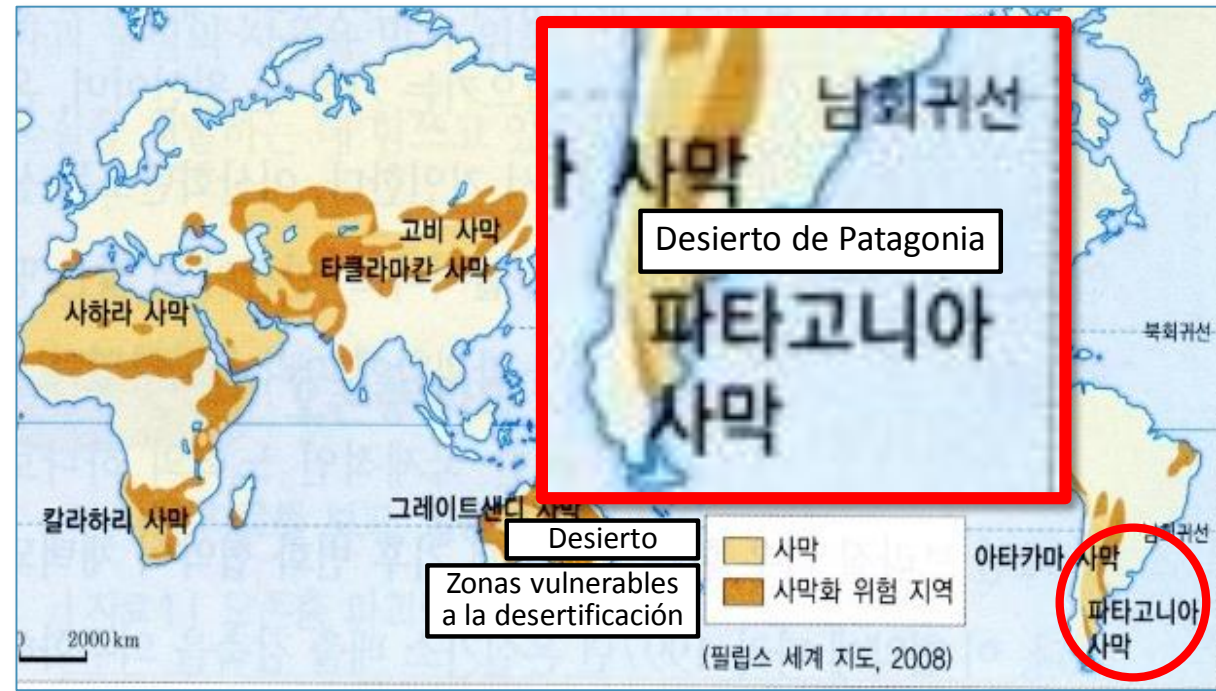 남회귀선
사막
Desierto de Patagonia
파타고니아
사막
고비 사막
타클라마칸 사막
사하라 사막
북회귀선
칼라하리 사막
그레이트샌디 사막
Desierto
Zonas vulnerables
a la desertificación
사막
사막화 위험 지역
아타카마 사막
남회귀선
파타고니아
사막
2000 km
(필립스 세계 지도, 2008)